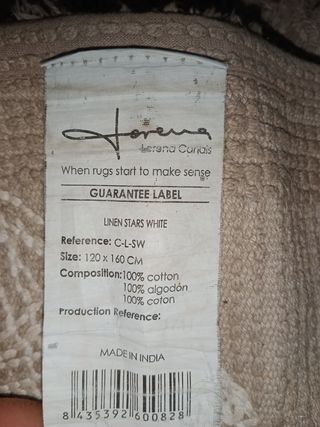 Lorena
Lorena Canals
When rugs start to make sense
GUARANTEE LABEL
LINEN STARS WHITE
Reference: C-L-SW
Size: 120 x 160 CM
Composition:100% cotton
100% algodón
100% coton
Production Reference:
MADE IN INDIA
8 435392 600828